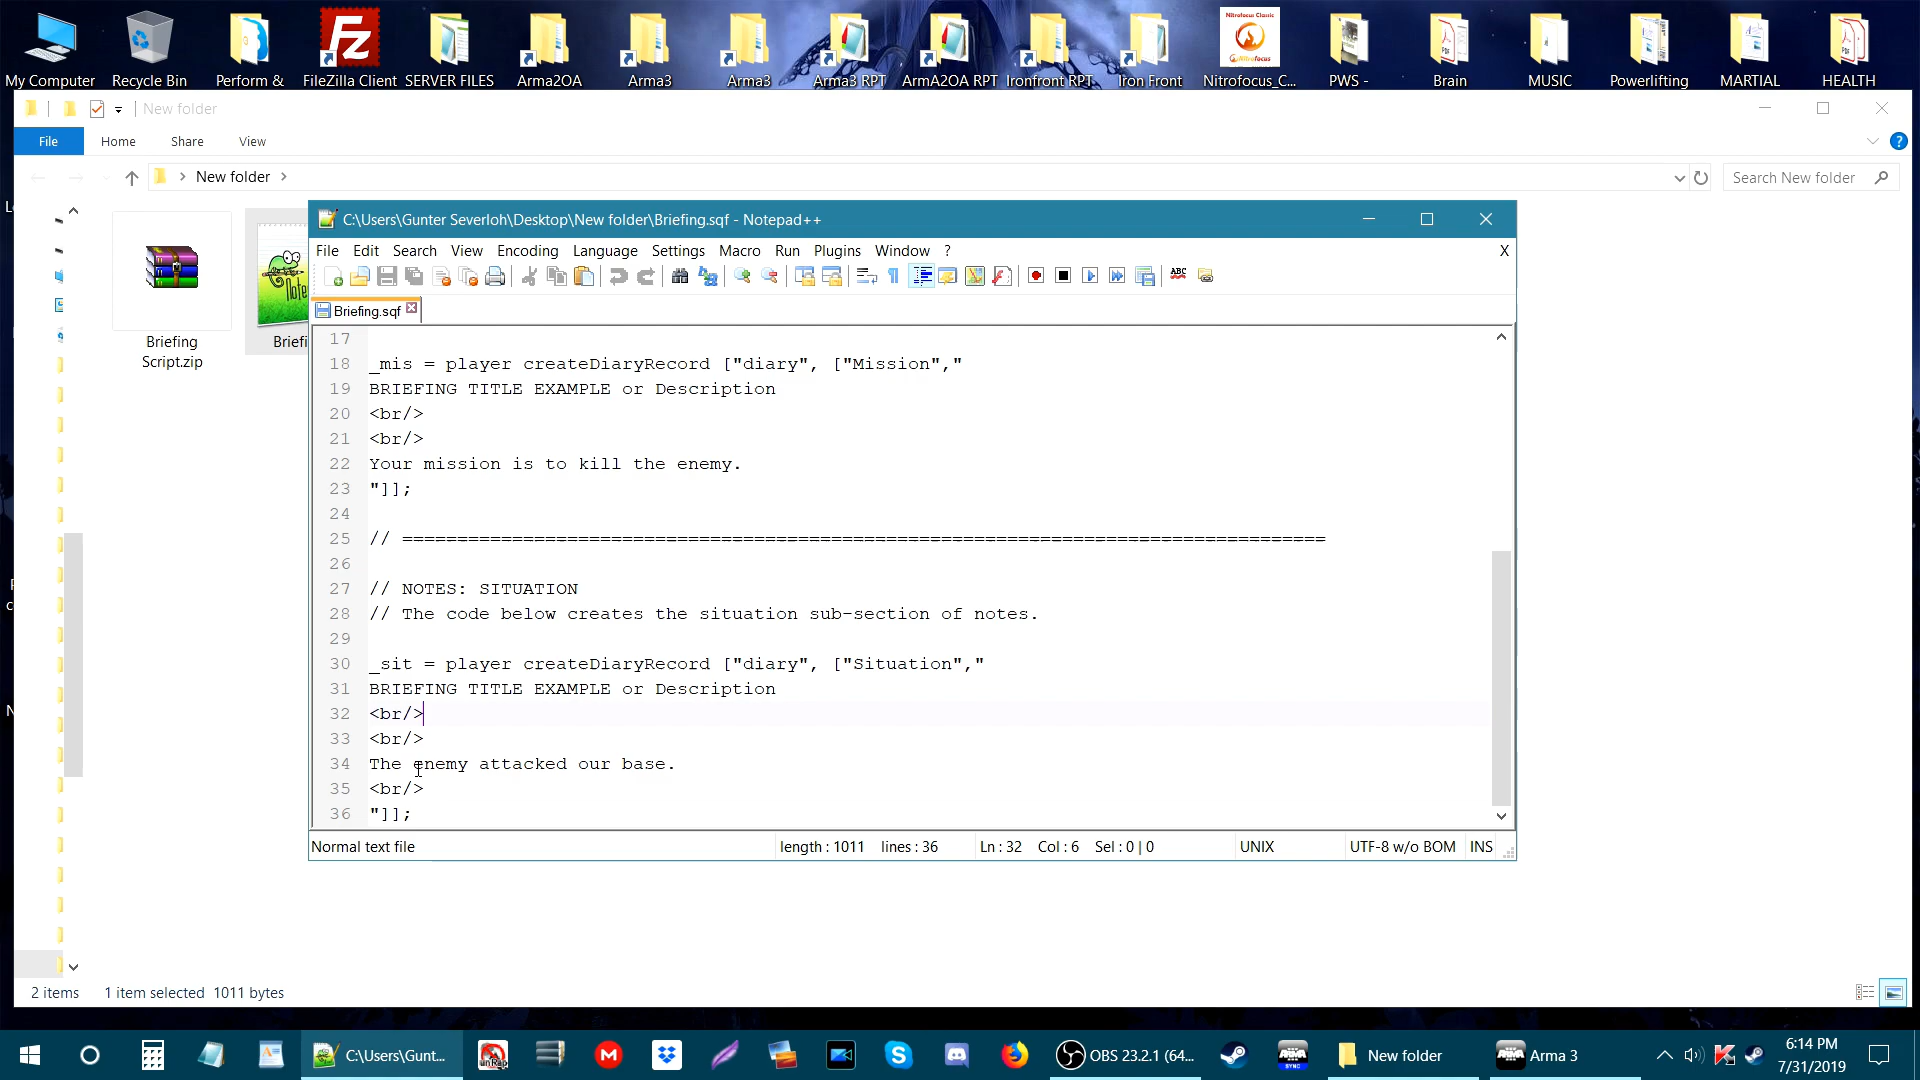 My Computer
Recycle Bin
Perform &
FileZilla Client
SERVER FILES
Arma2OA
Arma3
Arma3
Arma3 RPT
ArmA2OA RPT
Ironfront RPT
Iron Front
Nitrofocus Classic
Nitrofocus_C...
PWS -
Brain
MUSIC
Powerlifting
MARTIAL
HEALTH
New folder
File Home Share View
New folder
Search New folder
Briefing
Script.zip
Briefi
C:\Users\Gunter Severloh\Desktop\New folder\Briefing.sqf - Notepad++
File Edit Search View Encoding Language Settings Macro Run Plugins Window ? X
Briefing.sqf
17
18 _mis = player createDiaryRecord ["diary", ["Mission","
19 BRIEFING TITLE EXAMPLE or Description
20 <br/>
21 <br/>
22 Your mission is to kill the enemy.
23 "]];
24
25 // ====================================================================================
26
27 // NOTES: SITUATION
28 // The code below creates the situation sub-section of notes.
29
30 _sit = player createDiaryRecord ["diary", ["Situation","
31 BRIEFING TITLE EXAMPLE or Description
32 <br/>
33 <br/>
34 The enemy attacked our base.
35 <br/>
36 "]];
Normal text file length : 1011 lines : 36 Ln : 32 Col : 6 Sel : 0 | 0 UNIX UTF-8 w/o BOM INS
2 items 1 item selected 1011 bytes
C:\Users\Gunt...
OBS 23.2.1 (64...
New folder
Arma 3
6:14 PM
7/31/2019